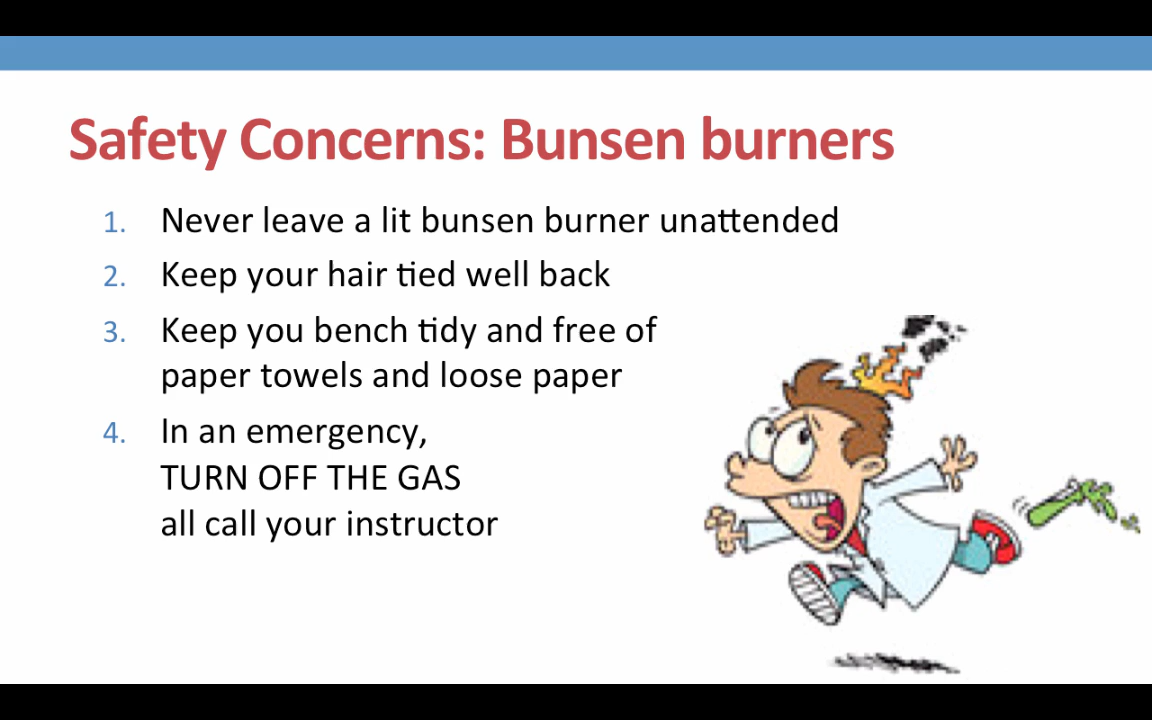 Safety Concerns: Bunsen burners
1. Never leave a lit bunsen burner unattended
2. Keep your hair tied well back
3. Keep you bench tidy and free of
paper towels and loose paper
4. In an emergency,
TURN OFF THE GAS
all call your instructor